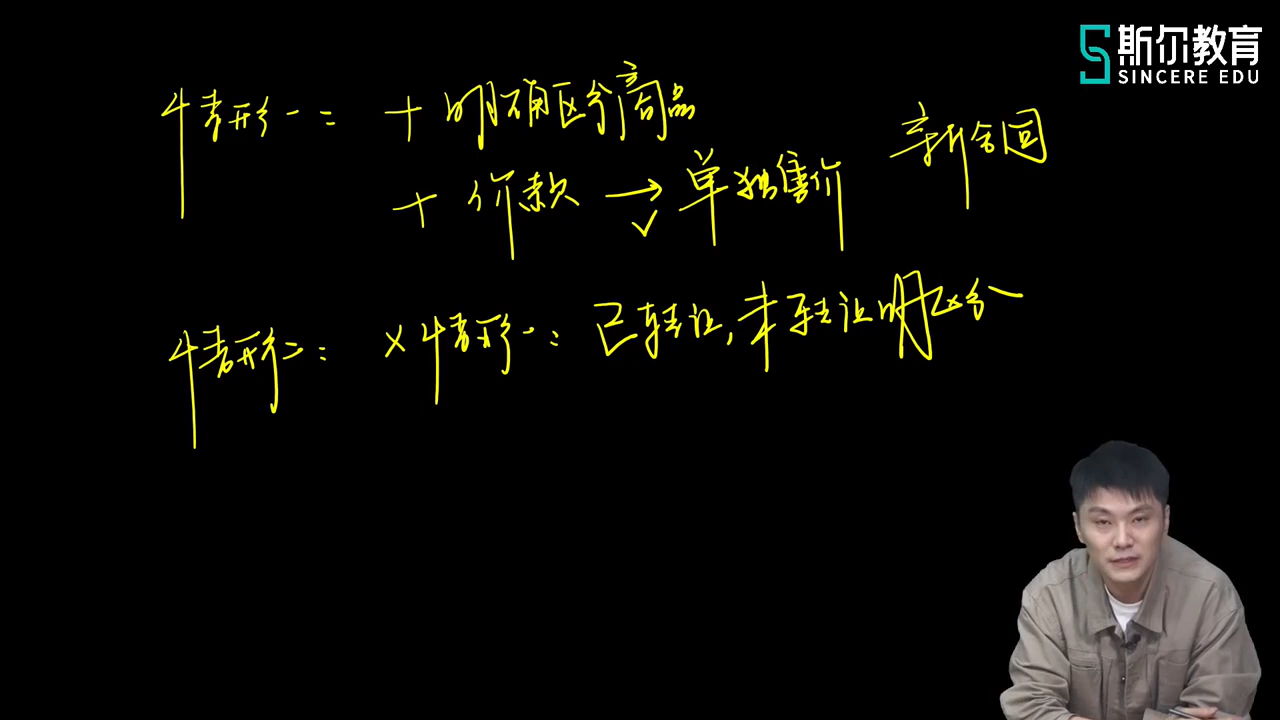 斯尔教育
SINCERE EDU
情形一： + 明确区分商品
+ 价款 → 单独售价 新合同
✓
情形二： × 情形一： 已转让, 未转让明区分